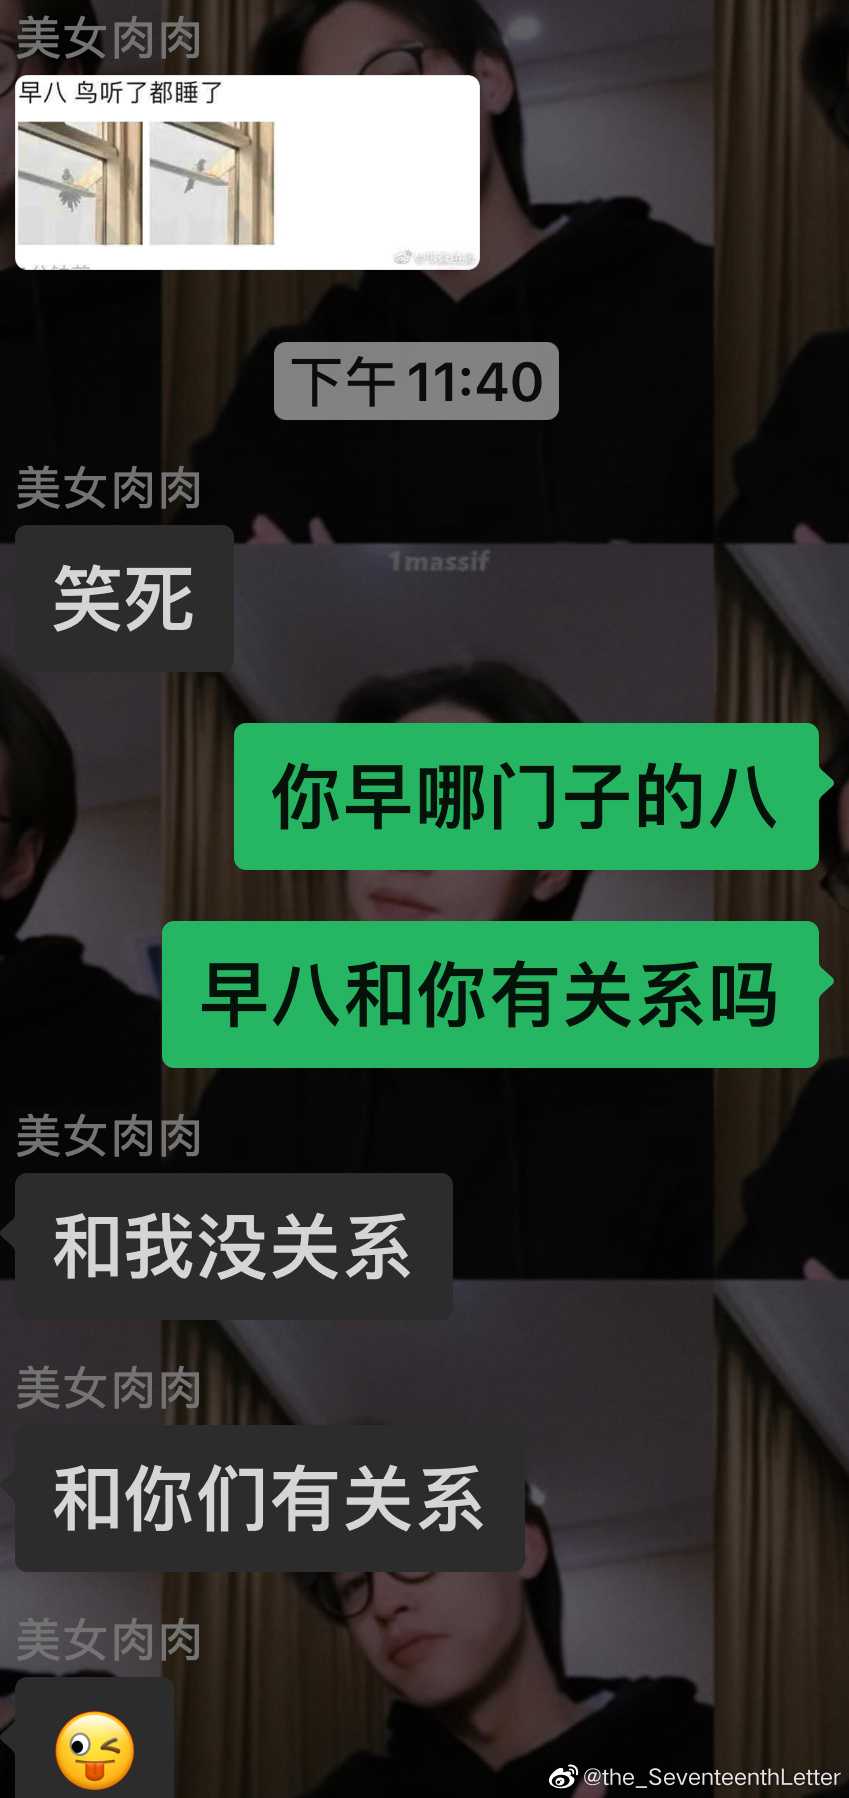 美女肉肉
早八 鸟听了都睡了
下午 11:40
美女肉肉
笑死
1massif
你早哪门子的八
早八和你有关系吗
美女肉肉
和我没关系
美女肉肉
和你们有关系
美女肉肉
@the_SeventeenthLetter